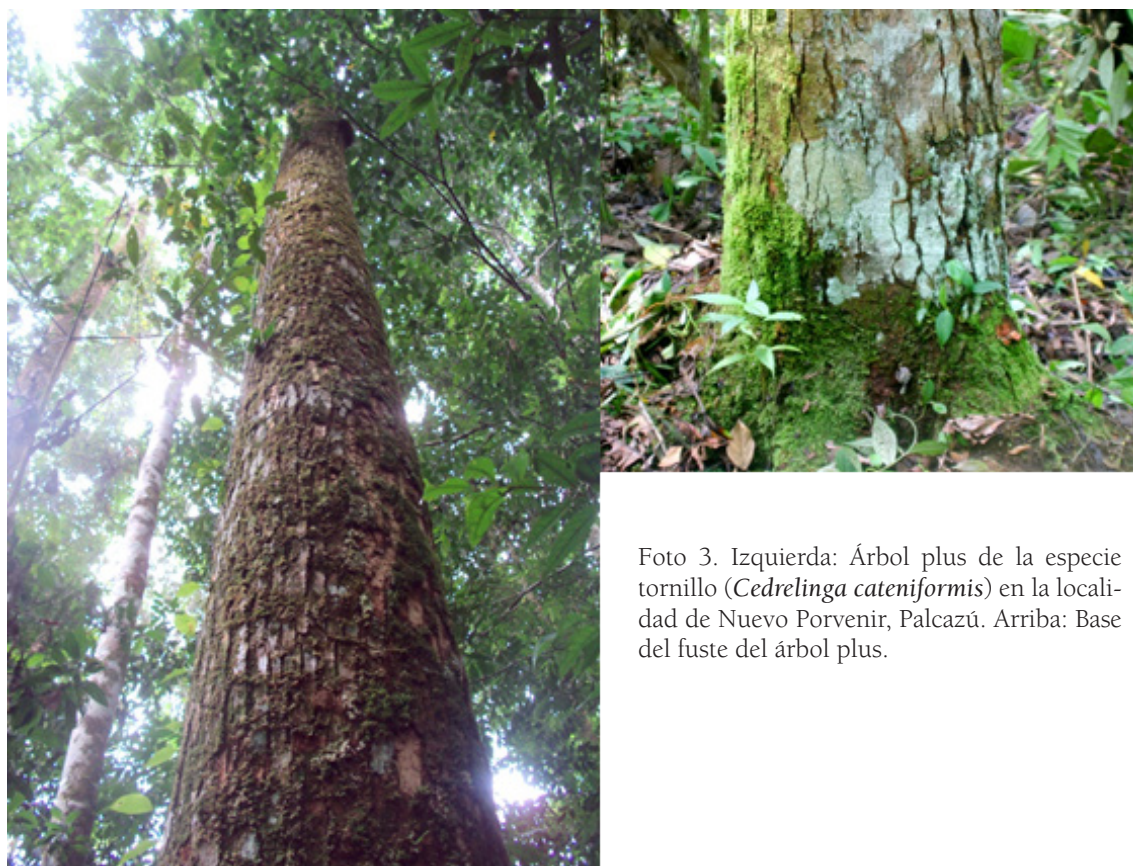 Foto 3. Izquierda: Árbol plus de la especie
tornillo (Cedrelinga cateniformis) en la locali-
dad de Nuevo Porvenir, Palcazú. Arriba: Base
del fuste del árbol plus.